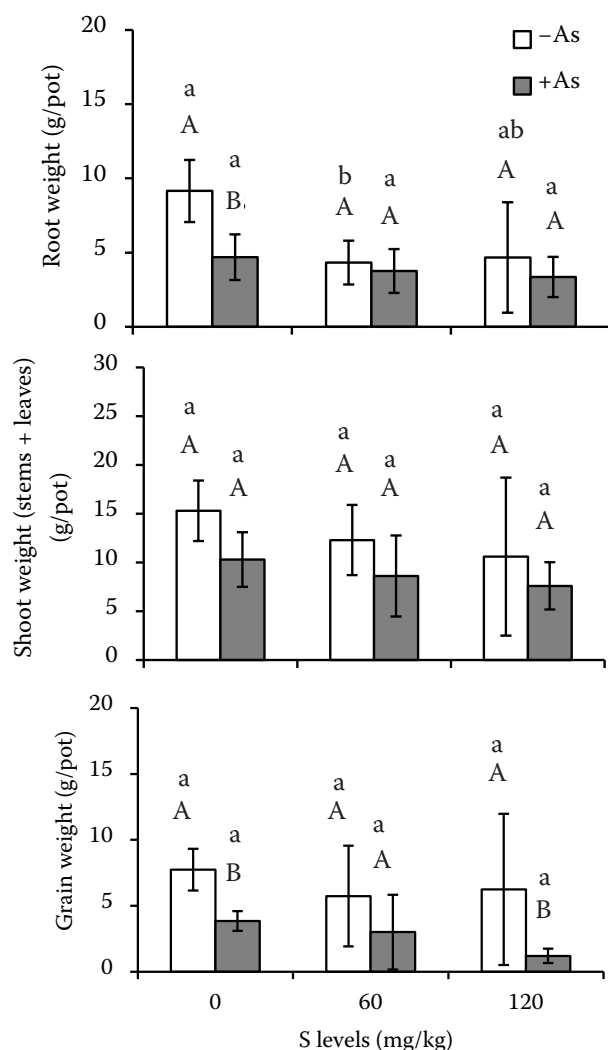 20
–As
+As
15
10
5
0
Root weight (g/pot)
a
A
a
B
b
A
a
A
ab
A
a
A
30
25
20
15
10
5
0
Shoot weight (stems + leaves)
(g/pot)
a
A
a
A
a
A
a
A
a
A
a
A
20
15
10
5
0
Grain weight (g/pot)
a
A
a
B
a
A
a
A
a
A
a
B
0 60 120
S levels (mg/kg)